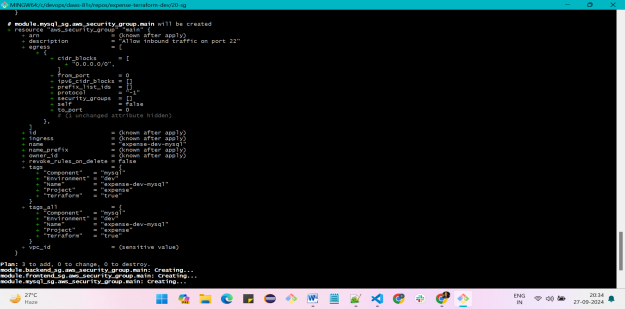 MINGW64:/c/devops/daws-81s/repos/expense-terraform-dev/20-sg
}
# module.mysql_sg.aws_security_group.main will be created
+ resource "aws_security_group" "main" {
+ arn = (known after apply)
+ description = "Allow inbound traffic on port 22"
+ egress = [
+ {
+ cidr_blocks = [
+ "0.0.0.0/0",
]
+ from_port = 0
+ ipv6_cidr_blocks = []
+ prefix_list_ids = []
+ protocol = "-1"
+ security_groups = []
+ self = false
+ to_port = 0
# (1 unchanged attribute hidden)
},
]
+ id = (known after apply)
+ ingress = (known after apply)
+ name = "expense-dev-mysql"
+ name_prefix = (known after apply)
+ owner_id = (known after apply)
+ revoke_rules_on_delete = false
+ tags = {
+ "Component" = "mysql"
+ "Environment" = "dev"
+ "Name" = "expense-dev-mysql"
+ "Project" = "expense"
+ "Terraform" = "true"
}
+ tags_all = {
+ "Component" = "mysql"
+ "Environment" = "dev"
+ "Name" = "expense-dev-mysql"
+ "Project" = "expense"
+ "Terraform" = "true"
}
+ vpc_id = (sensitive value)
}
Plan: 3 to add, 0 to change, 0 to destroy.
module.backend_sg.aws_security_group.main: Creating...
module.frontend_sg.aws_security_group.main: Creating...
module.mysql_sg.aws_security_group.main: Creating...
27°C
Haze
ENG
IN
20:34
27-09-2024